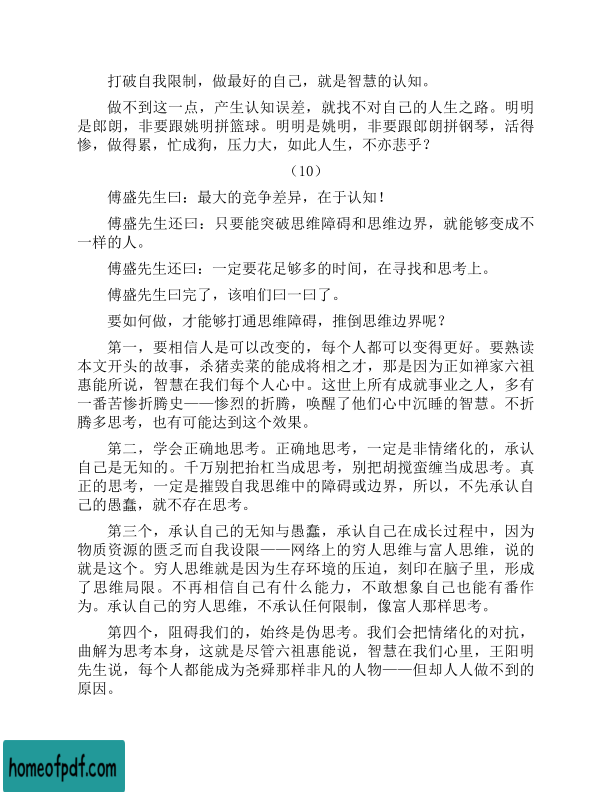 打破自我限制，做最好的自己，就是智慧的认知。
做不到这一点，产生认知误差，就找不对自己的人生之路。明明
是郎朗，非要跟姚明拼篮球。明明是姚明，非要跟郎朗拼钢琴，活得
惨，做得累，忙成狗，压力大，如此人生，不亦悲乎？
（10）
傅盛先生曰：最大的竞争差异，在于认知！
傅盛先生还曰：只要能突破思维障碍和思维边界，就能够变成不
一样的人。
傅盛先生还曰：一定要花足够多的时间，在寻找和思考上。
傅盛先生曰完了，该咱们曰一曰了。
要如何做，才能够打通思维障碍，推倒思维边界呢？
第一，要相信人是可以改变的，每个人都可以变得更好。要熟读
本文开头的故事，杀猪卖菜的能成将相之才，那是因为正如禅家六祖
惠能所说，智慧在我们每个人心中。这世上所有成就事业之人，多有
一番苦惨折腾史——惨烈的折腾，唤醒了他们心中沉睡的智慧。不折
腾多思考，也有可能达到这个效果。
第二，学会正确地思考。正确地思考，一定是非情绪化的，承认
自己是无知的。千万别把抬杠当成思考，别把胡搅蛮缠当成思考。真
正的思考，一定是摧毁自我思维中的障碍或边界，所以，不先承认自
己的愚蠢，就不存在思考。
第三个，承认自己的无知与愚蠢，承认自己在成长过程中，因为
物质资源的匮乏而自我设限——网络上的穷人思维与富人思维，说的
就是这个。穷人思维就是因为生存环境的压迫，刻印在脑子里，形成
了思维局限。不再相信自己有什么能力，不敢想象自己也能有番作
为。承认自己的穷人思维，不承认任何限制，像富人那样思考。
第四个，阻碍我们的，始终是伪思考。我们会把情绪化的对抗，
曲解为思考本身，这就是尽管六祖惠能说，智慧在我们心里，王阳明
先生说，每个人都能成为尧舜那样非凡的人物——但却人人做不到的
原因。
homeofpdf.com